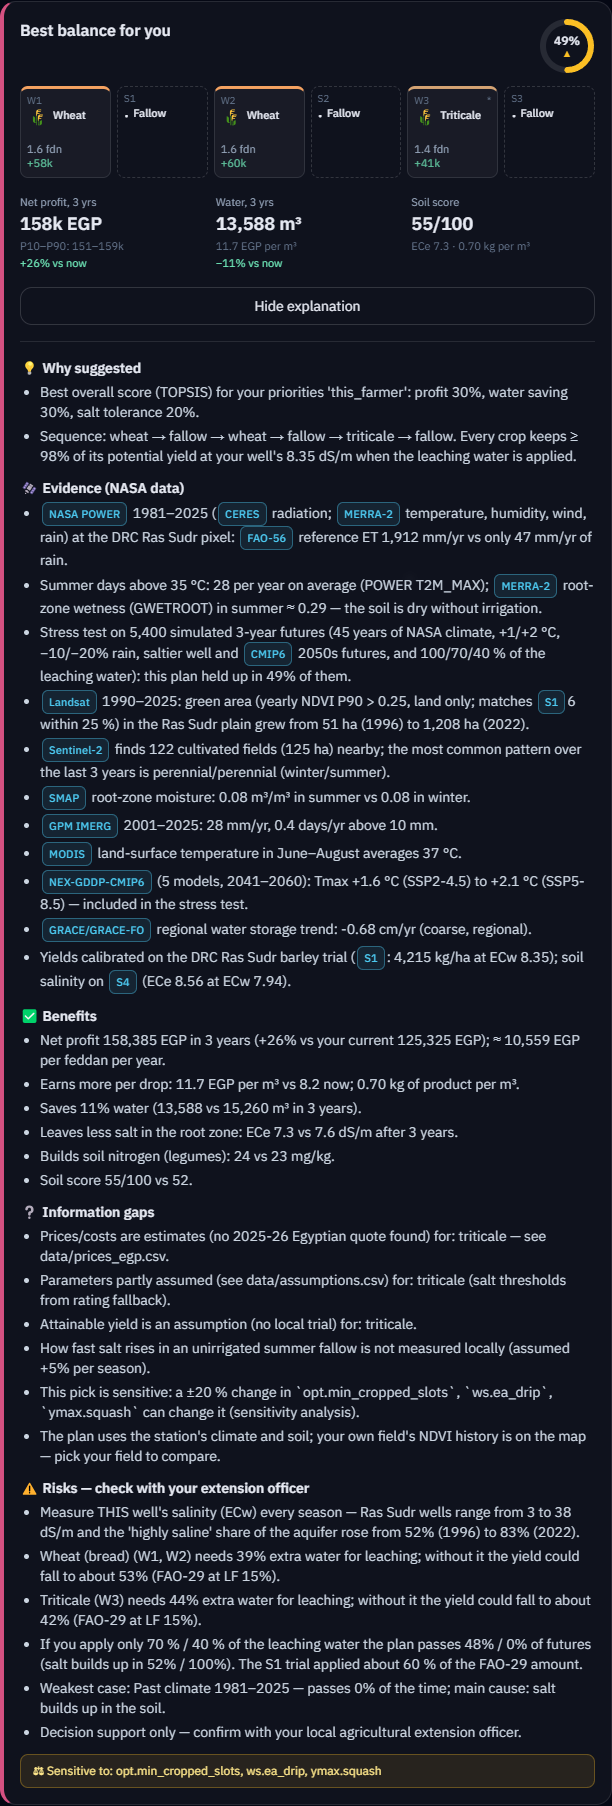 Best balance for you
49%
▲
W1
Wheat
1.6 fdn
+58k
S1
• Fallow
W2
Wheat
1.6 fdn
+60k
S2
• Fallow
W3 *
Triticale
1.4 fdn
+41k
S3
• Fallow
Net profit, 3 yrs
158k EGP
P10–P90: 151–159k
+26% vs now
Water, 3 yrs
13,588 m³
11.7 EGP per m³
−11% vs now
Soil score
55/100
ECe 7.3 · 0.70 kg per m³
Hide explanation
💡 Why suggested
• Best overall score (TOPSIS) for your priorities 'this_farmer': profit 30%, water saving
30%, salt tolerance 20%.
• Sequence: wheat → fallow → wheat → fallow → triticale → fallow. Every crop keeps ≥
98% of its potential yield at your well's 8.35 dS/m when the leaching water is applied.
🛰️ Evidence (NASA data)
• NASA POWER 1981–2025 (CERES radiation; MERRA-2 temperature, humidity, wind,
rain) at the DRC Ras Sudr pixel: FAO-56 reference ET 1,912 mm/yr vs only 47 mm/yr of
rain.
• Summer days above 35 °C: 28 per year on average (POWER T2M_MAX); MERRA-2 root-
zone wetness (GWETROOT) in summer ≈ 0.29 — the soil is dry without irrigation.
• Stress test on 5,400 simulated 3-year futures (45 years of NASA climate, +1/+2 °C,
−10/−20% rain, saltier well and CMIP6 2050s futures, and 100/70/40 % of the
leaching water): this plan held up in 49% of them.
• Landsat 1990–2025: green area (yearly NDVI P90 > 0.25, land only; matches S1 6
within 25 %) in the Ras Sudr plain grew from 51 ha (1996) to 1,208 ha (2022).
• Sentinel-2 finds 122 cultivated fields (125 ha) nearby; the most common pattern over
the last 3 years is perennial/perennial (winter/summer).
• SMAP root-zone moisture: 0.08 m³/m³ in summer vs 0.08 in winter.
• GPM IMERG 2001–2025: 28 mm/yr, 0.4 days/yr above 10 mm.
• MODIS land-surface temperature in June–August averages 37 °C.
• NEX-GDDP-CMIP6 (5 models, 2041–2060): Tmax +1.6 °C (SSP2-4.5) to +2.1 °C (SSP5-
8.5) — included in the stress test.
• GRACE/GRACE-FO regional water storage trend: -0.68 cm/yr (coarse, regional).
• Yields calibrated on the DRC Ras Sudr barley trial (S1: 4,215 kg/ha at ECw 8.35); soil
salinity on S4 (ECe 8.56 at ECw 7.94).
✅ Benefits
• Net profit 158,385 EGP in 3 years (+26% vs your current 125,325 EGP); ≈ 10,559 EGP
per feddan per year.
• Earns more per drop: 11.7 EGP per m³ vs 8.2 now; 0.70 kg of product per m³.
• Saves 11% water (13,588 vs 15,260 m³ in 3 years).
• Leaves less salt in the root zone: ECe 7.3 vs 7.6 dS/m after 3 years.
• Builds soil nitrogen (legumes): 24 vs 23 mg/kg.
• Soil score 55/100 vs 52.
❔ Information gaps
• Prices/costs are estimates (no 2025-26 Egyptian quote found) for: triticale — see
data/prices_egp.csv.
• Parameters partly assumed (see data/assumptions.csv) for: triticale (salt thresholds
from rating fallback).
• Attainable yield is an assumption (no local trial) for: triticale.
• How fast salt rises in an unirrigated summer fallow is not measured locally (assumed
+5% per season).
• This pick is sensitive: a ±20 % change in `opt.min_cropped_slots`, `ws.ea_drip`,
`ymax.squash` can change it (sensitivity analysis).
• The plan uses the station's climate and soil; your own field's NDVI history is on the map
— pick your field to compare.
⚠️ Risks — check with your extension officer
• Measure THIS well's salinity (ECw) every season — Ras Sudr wells range from 3 to 38
dS/m and the 'highly saline' share of the aquifer rose from 52% (1996) to 83% (2022).
• Wheat (bread) (W1, W2) needs 39% extra water for leaching; without it the yield could
fall to about 53% (FAO-29 at LF 15%).
• Triticale (W3) needs 44% extra water for leaching; without it the yield could fall to about
42% (FAO-29 at LF 15%).
• If you apply only 70 % / 40 % of the leaching water the plan passes 48% / 0% of futures
(salt builds up in 52% / 100%). The S1 trial applied about 60 % of the FAO-29 amount.
• Weakest case: Past climate 1981–2025 — passes 0% of the time; main cause: salt
builds up in the soil.
• Decision support only — confirm with your local agricultural extension officer.
⚖ Sensitive to: opt.min_cropped_slots, ws.ea_drip, ymax.squash